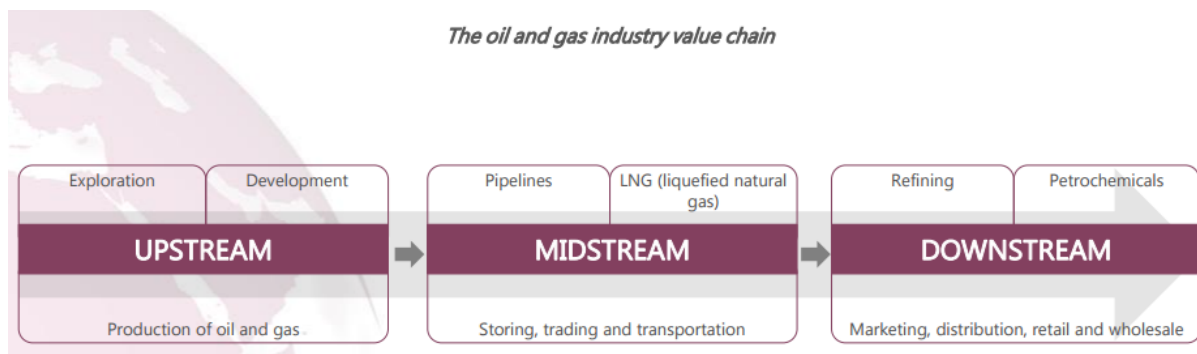 The oil and gas industry value chain
Exploration
Development
UPSTREAM
Production of oil and gas
Pipelines
LNG (liquefied natural
gas)
MIDSTREAM
Storing, trading and transportation
Refining
Petrochemicals
DOWNSTREAM
Marketing, distribution, retail and wholesale